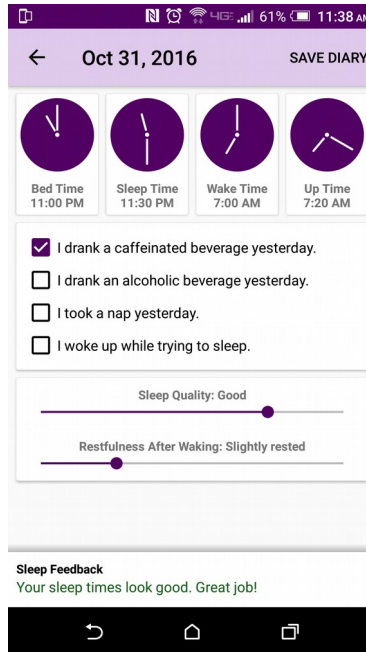 4G 61% 11:38 AM
Oct 31, 2016 SAVE DIARY
Bed Time
11:00 PM
Sleep Time
11:30 PM
Wake Time
7:00 AM
Up Time
7:20 AM
I drank a caffeinated beverage yesterday.
I drank an alcoholic beverage yesterday.
I took a nap yesterday.
I woke up while trying to sleep.
Sleep Quality: Good
Restfulness After Waking: Slightly rested
Sleep Feedback
Your sleep times look good. Great job!